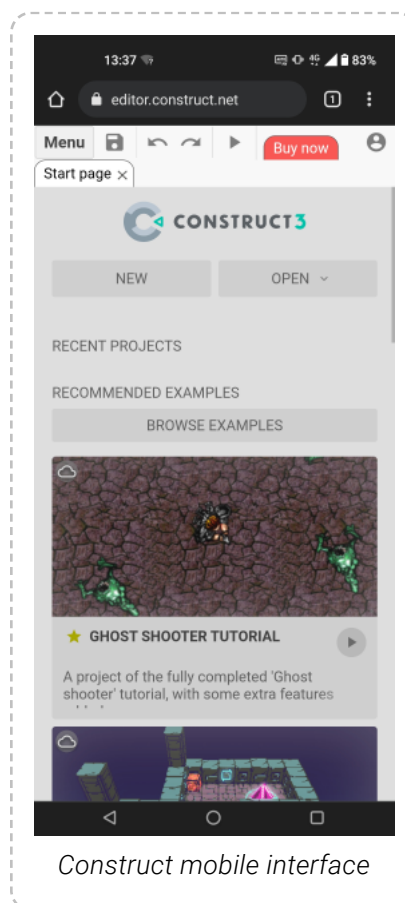 13:37 4G 83%
editor.construct.net 1
Menu Buy now
Start page ×
CONSTRUCT3
NEW OPEN
RECENT PROJECTS
RECOMMENDED EXAMPLES
BROWSE EXAMPLES
GHOST SHOOTER TUTORIAL
A project of the fully completed 'Ghost
shooter' tutorial, with some extra features
Construct mobile interface